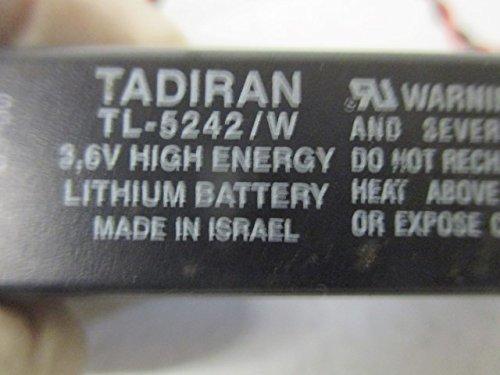 TADIRAN
TL-5242/W
3,6V HIGH ENERGY
LITHIUM BATTERY
MADE IN ISRAEL
WARNIN
AND SEVER
DO NOT RECH
HEAT ABOVE
OR EXPOSE C